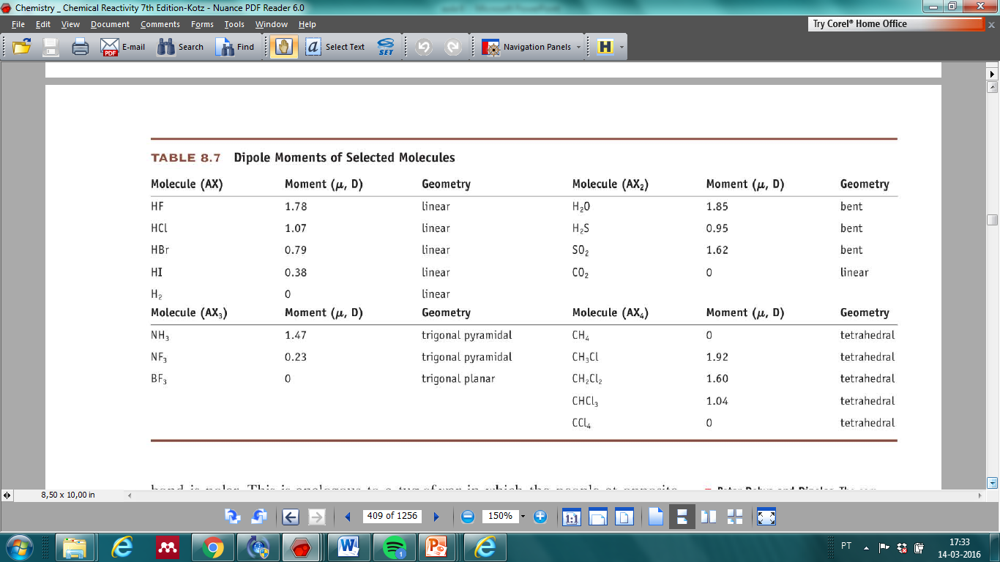 Chemistry _ Chemical Reactivity 7th Edition-Kotz - Nuance PDF Reader 6.0
File Edit View Document Comments Forms Tools Window Help
Try Corel® Home Office
PDF E-mail Search Find a Select Text SET Navigation Panels H
TABLE 8.7 Dipole Moments of Selected Molecules
Molecule (AX) Moment (μ, D) Geometry Molecule (AX₂) Moment (μ, D) Geometry
HF 1.78 linear H₂O 1.85 bent
HCl 1.07 linear H₂S 0.95 bent
HBr 0.79 linear SO₂ 1.62 bent
HI 0.38 linear CO₂ 0 linear
H₂ 0 linear
Molecule (AX₃) Moment (μ, D) Geometry Molecule (AX₄) Moment (μ, D) Geometry
NH₃ 1.47 trigonal pyramidal CH₄ 0 tetrahedral
NF₃ 0.23 trigonal pyramidal CH₃Cl 1.92 tetrahedral
BF₃ 0 trigonal planar CH₂Cl₂ 1.60 tetrahedral
CHCl₃ 1.04 tetrahedral
CCl₄ 0 tetrahedral
8,50 x 10,00 in
409 of 1256 150% 1:1
PT 17:33
14-03-2016